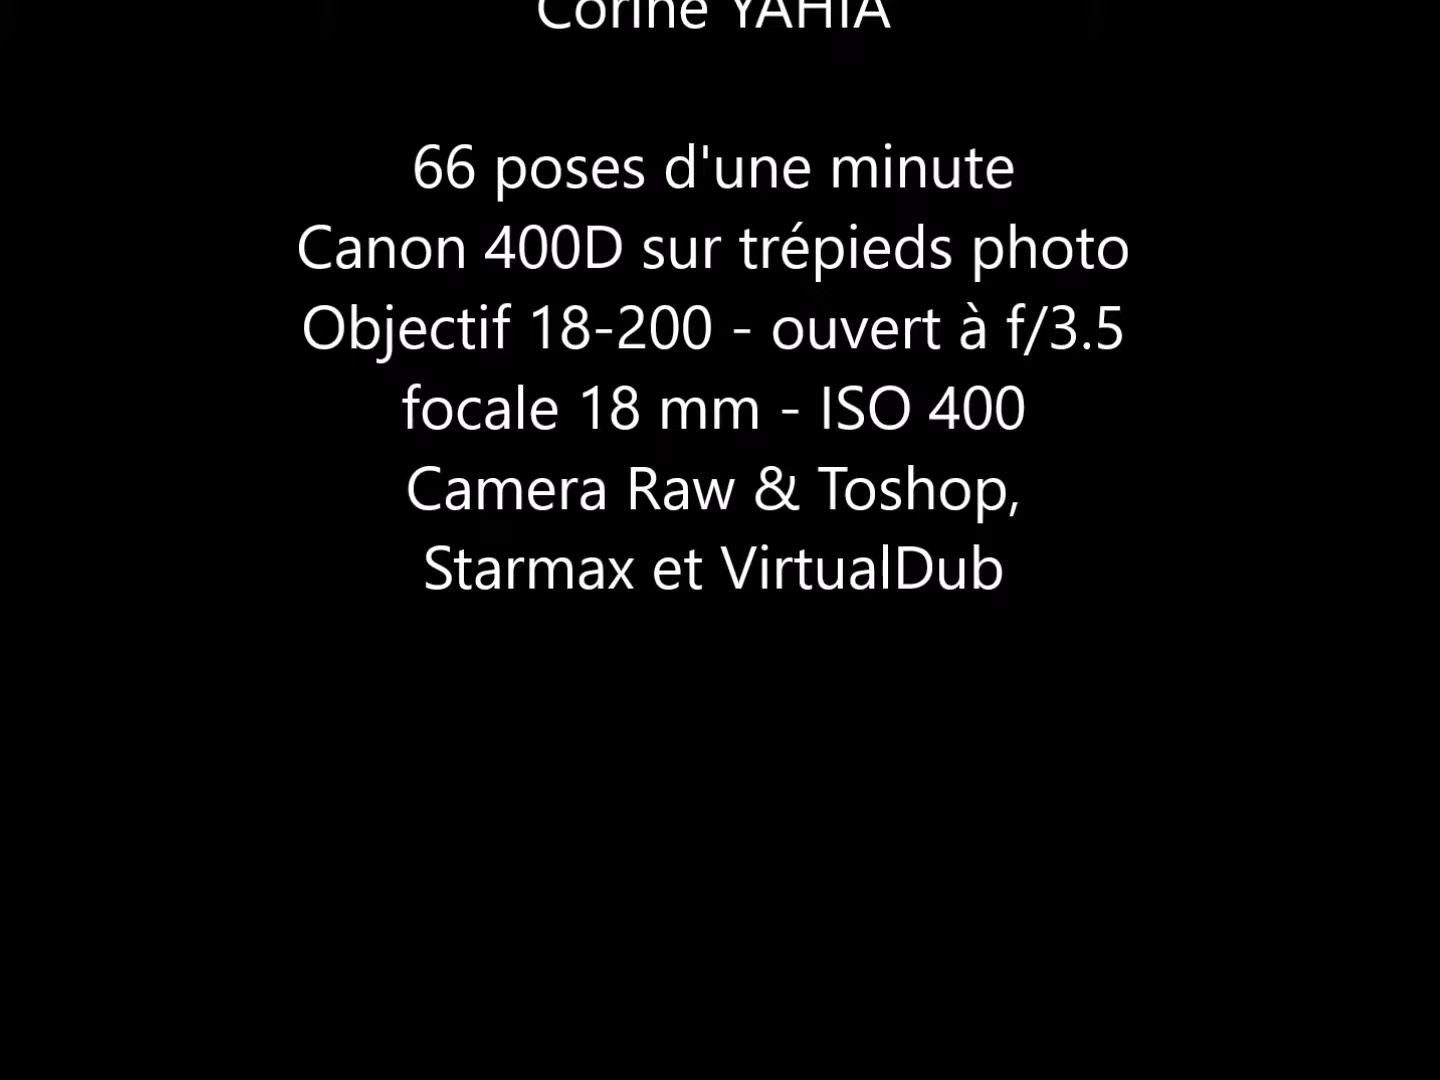 Corine YAHIA
66 poses d'une minute
Canon 400D sur trépieds photo
Objectif 18-200 - ouvert à f/3.5
focale 18 mm - ISO 400
Camera Raw & Toshop,
Starmax et VirtualDub